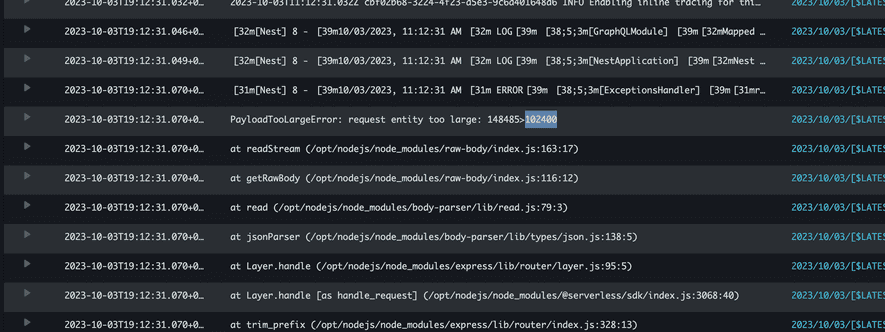 2023-10-03T19:12:31.032+0… 2023-10-03T11:12:31.032Z cbf02b68-3224-4f23-a5e3-9c6d401648d6 INFO Enabling inline tracing for thi… 2023/10/03/[$LATES
2023-10-03T19:12:31.046+0… [32m[Nest] 8 - [39m10/03/2023, 11:12:31 AM [32m LOG[39m [38;5;3m[GraphQLModule] [39m[32mMapped … 2023/10/03/[$LATES
2023-10-03T19:12:31.049+0… [32m[Nest] 8 - [39m10/03/2023, 11:12:31 AM [32m LOG[39m [38;5;3m[NestApplication] [39m[32mNest … 2023/10/03/[$LATES
2023-10-03T19:12:31.070+0… [31m[Nest] 8 - [39m10/03/2023, 11:12:31 AM [31m ERROR[39m [38;5;3m[ExceptionsHandler] [39m[31mr… 2023/10/03/[$LATES
2023-10-03T19:12:31.070+0… PayloadTooLargeError: request entity too large: 148485>102400 2023/10/03/[$LATES
2023-10-03T19:12:31.070+0… at readStream (/opt/nodejs/node_modules/raw-body/index.js:163:17) 2023/10/03/[$LATES
2023-10-03T19:12:31.070+0… at getRawBody (/opt/nodejs/node_modules/raw-body/index.js:116:12) 2023/10/03/[$LATES
2023-10-03T19:12:31.070+0… at read (/opt/nodejs/node_modules/body-parser/lib/read.js:79:3) 2023/10/03/[$LATES
2023-10-03T19:12:31.070+0… at jsonParser (/opt/nodejs/node_modules/body-parser/lib/types/json.js:138:5) 2023/10/03/[$LATES
2023-10-03T19:12:31.070+0… at Layer.handle (/opt/nodejs/node_modules/express/lib/router/layer.js:95:5) 2023/10/03/[$LATES
2023-10-03T19:12:31.070+0… at Layer.handle [as handle_request] (/opt/nodejs/node_modules/@serverless/sdk/index.js:3068:40) 2023/10/03/[$LATES
2023-10-03T19:12:31.070+0… at trim_prefix (/opt/nodejs/node_modules/express/lib/router/index.js:328:13) 2023/10/03/[$LATES